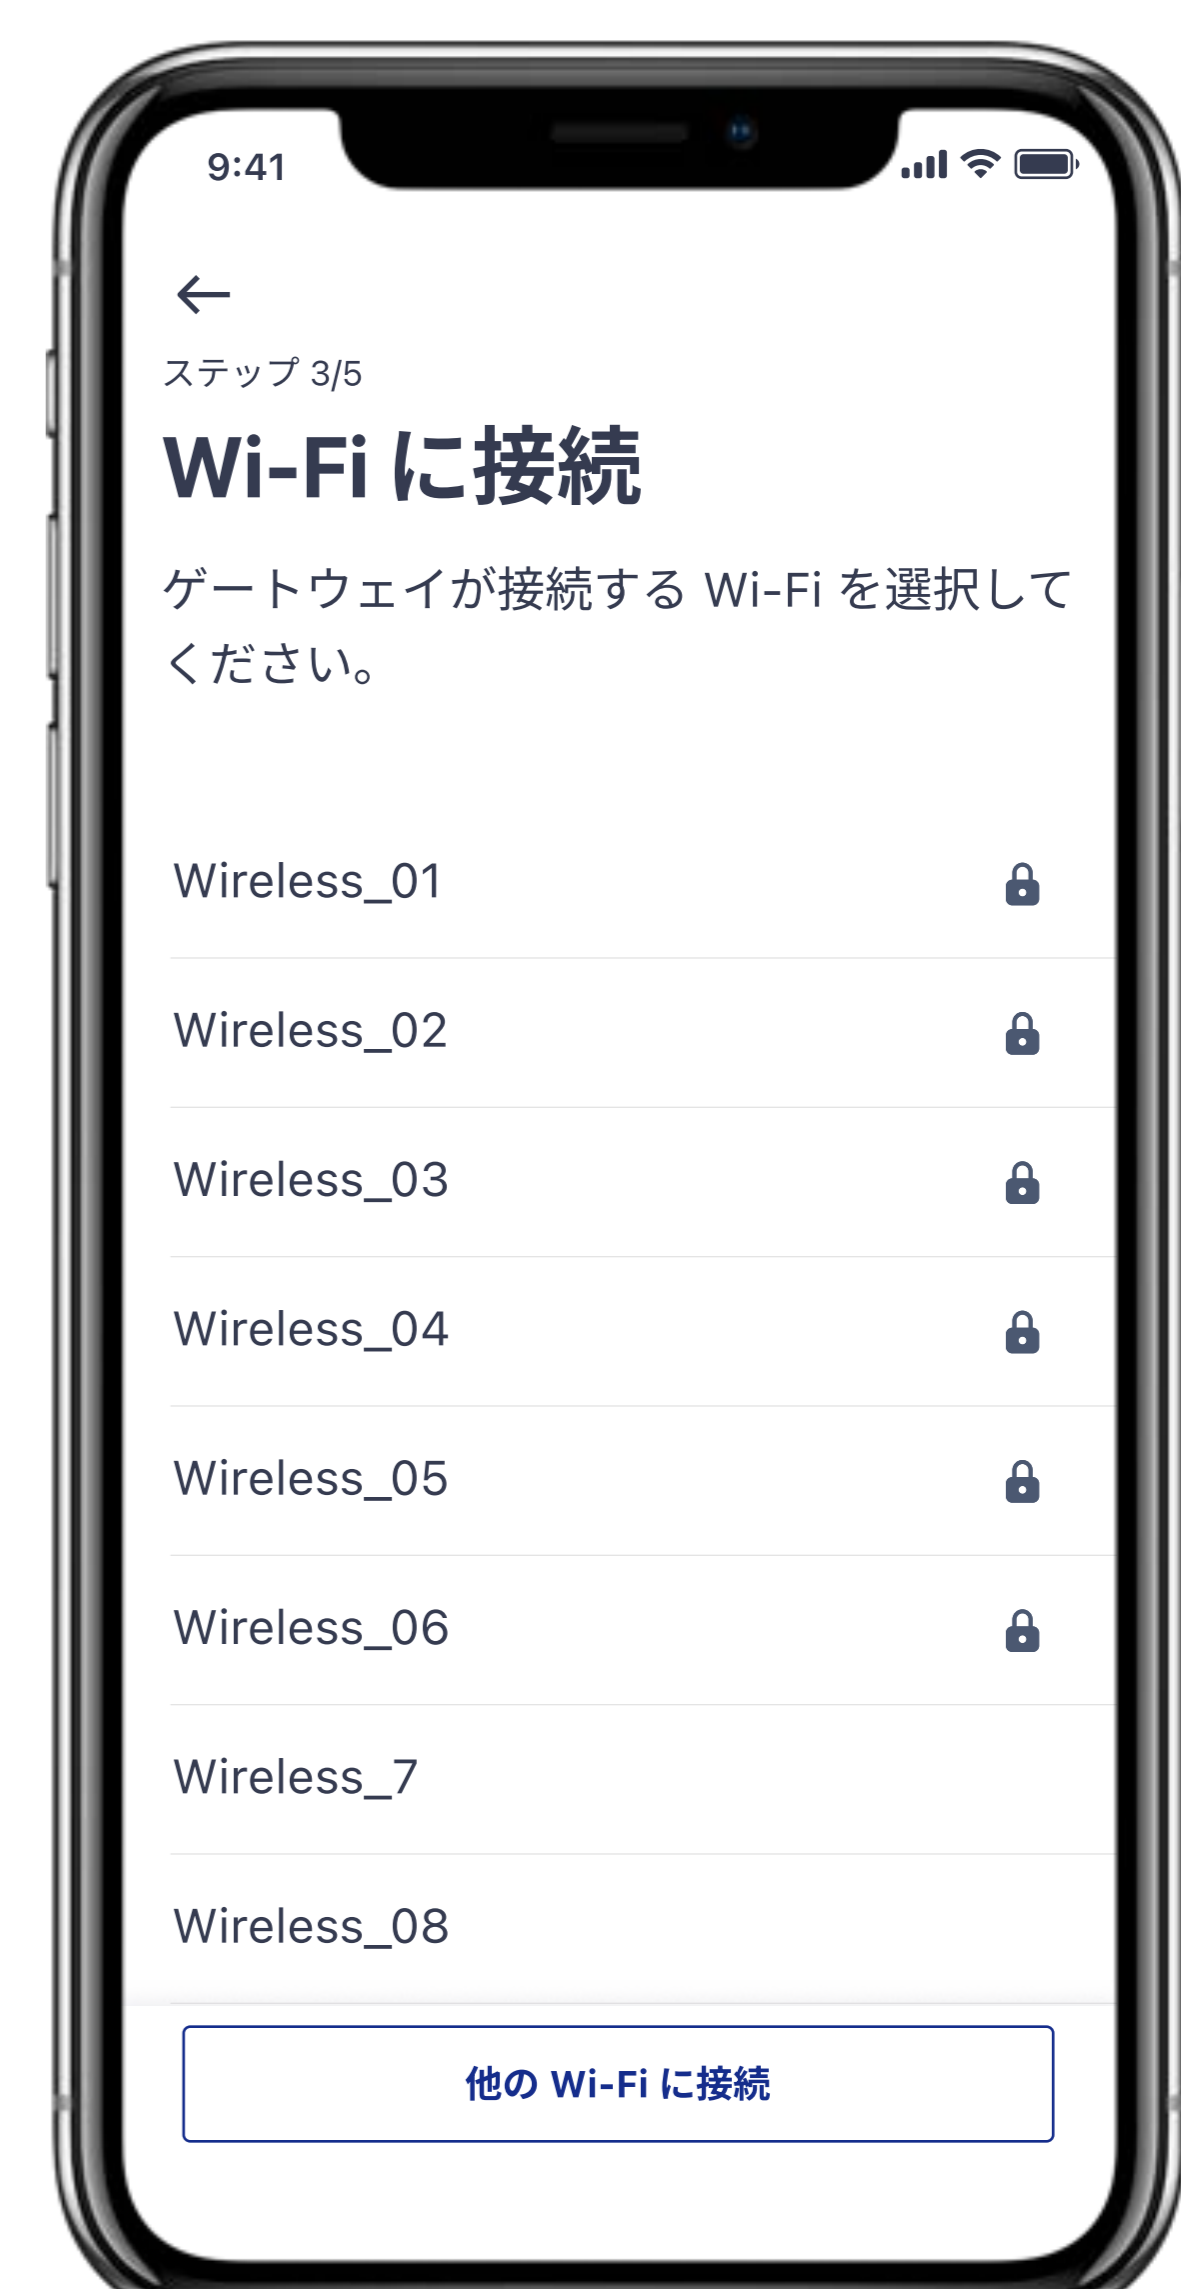 9:41
ステップ 3/5
Wi-Fi に接続
ゲートウェイが接続する Wi-Fi を選択して
ください。
Wireless_01
Wireless_02
Wireless_03
Wireless_04
Wireless_05
Wireless_06
Wireless_7
Wireless_08
他の Wi-Fi に接続